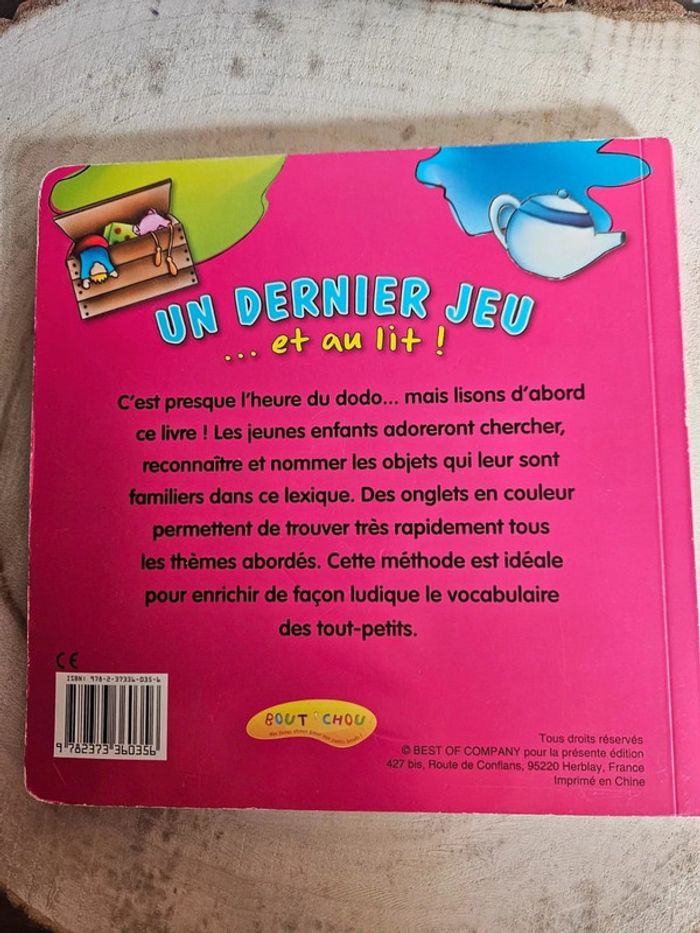 UN DERNIER JEU
... et au lit !
C'est presque l'heure du dodo... mais lisons d'abord
ce livre ! Les jeunes enfants adoreront chercher,
reconnaître et nommer les objets qui leur sont
familiers dans ce lexique. Des onglets en couleur
permettent de trouver très rapidement tous
les thèmes abordés. Cette méthode est idéale
pour enrichir de façon ludique le vocabulaire
des tout-petits.
CE
ISBN: 978-2-37336-035-6
9 782373 360356
BOUT'CHOU
Tous droits réservés
© BEST OF COMPANY pour la présente édition
427 bis, Route de Conflans, 95220 Herblay, France
Imprimé en Chine